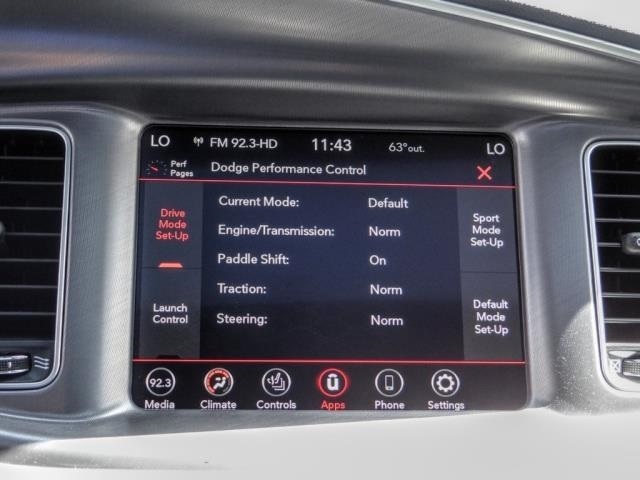 LO FM 92.3-HD 11:43 63°out. LO
Perf Pages Dodge Performance Control
Drive Mode Set-Up
Launch Control
Current Mode: Default
Engine/Transmission: Norm
Paddle Shift: On
Traction: Norm
Steering: Norm
Sport Mode Set-Up
Default Mode Set-Up
92.3
Media Climate Controls Apps Phone Settings